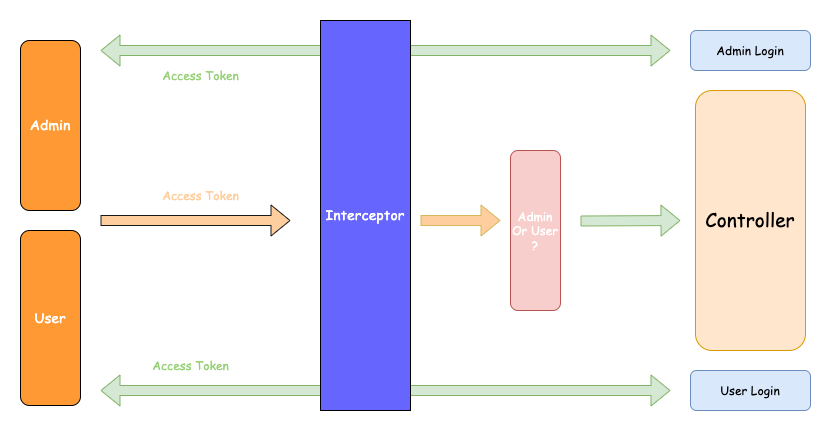 Admin Login
Access Token
Admin
Access Token
Interceptor
Admin
Or User
?
Controller
User
Access Token
User Login